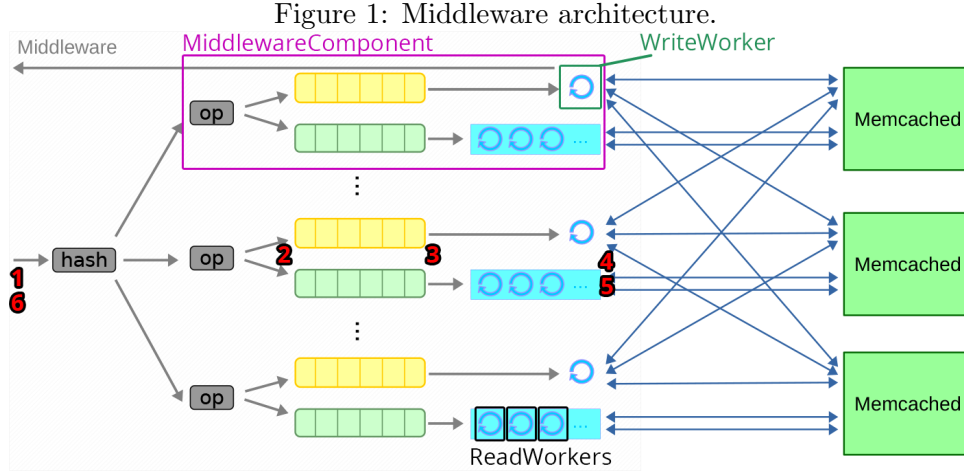 Figure 1: Middleware architecture.
Middleware
MiddlewareComponent
WriteWorker
op
...
Memcached
...
hash
op
2
3
4
5
1
6
...
Memcached
...
op
...
Memcached
ReadWorkers